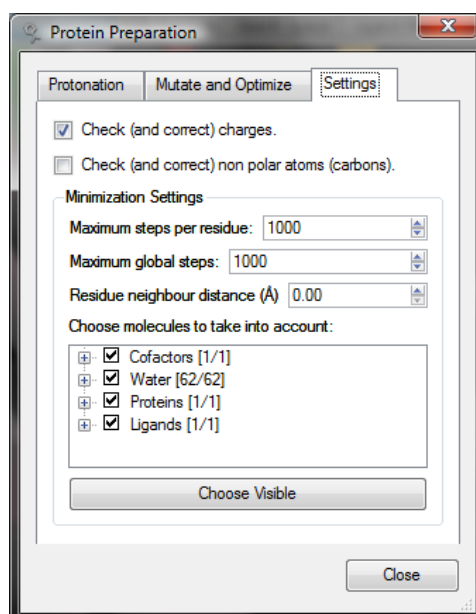 Protein Preparation
Protonation Mutate and Optimize Settings
Check (and correct) charges.
Check (and correct) non polar atoms (carbons).
Minimization Settings
Maximum steps per residue: 1000
Maximum global steps: 1000
Residue neighbour distance (Å) 0.00
Choose molecules to take into account:
Cofactors [1/1]
Water [62/62]
Proteins [1/1]
Ligands [1/1]
Choose Visible
Close